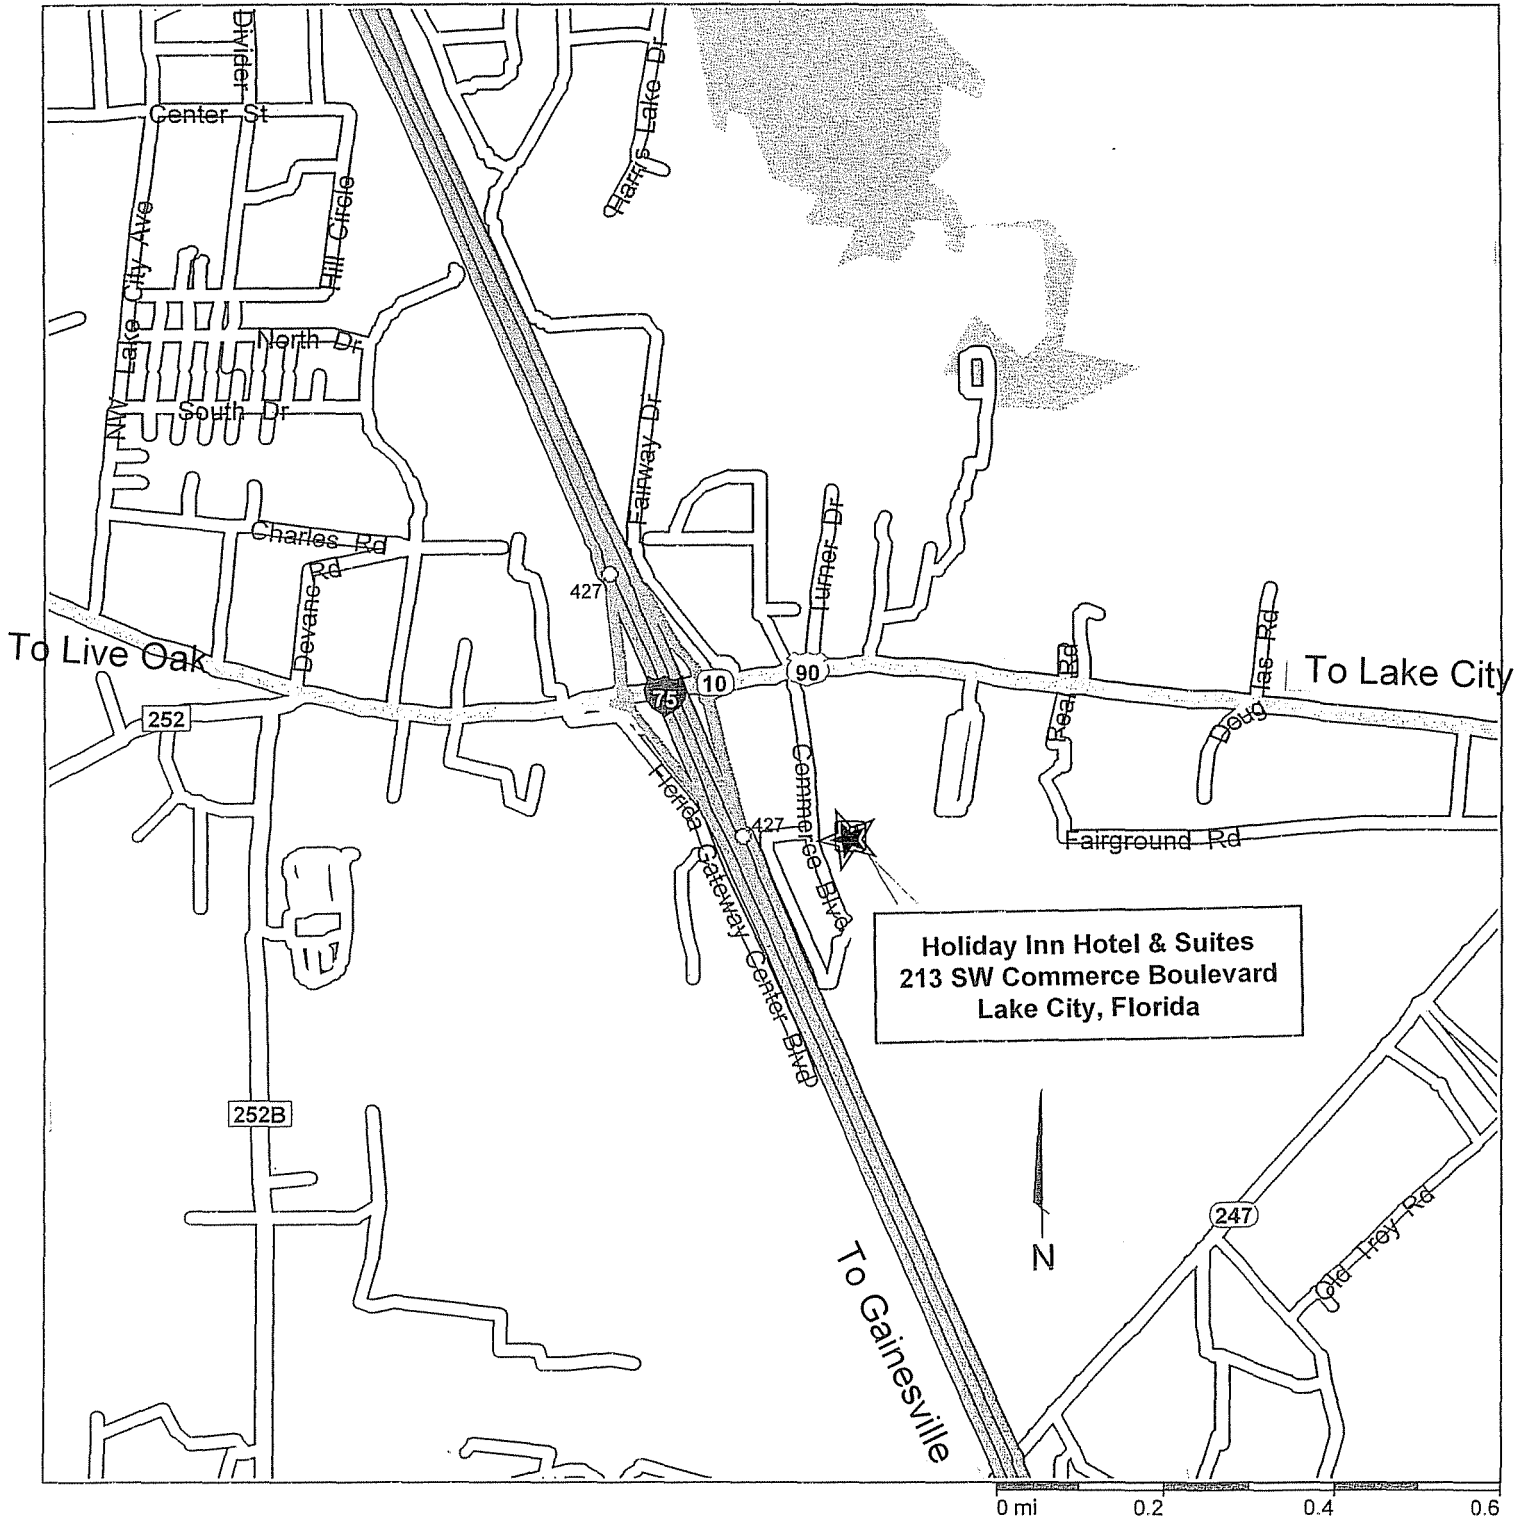 Divider
Center St
Harris Lake Dr
Hill Circle
NW Lake City Ave
North Dr
South Dr
Fairway Dr
Charles Rd
Devane Rd
Turner Dr
427
To Live Oak
75
10
90
Real Rd
Douglas Rd
To Lake City
252
Florida Gateway Center Blvd
427
Commerce Blvd
Fairground Rd
Holiday Inn Hotel & Suites
213 SW Commerce Boulevard
Lake City, Florida
252B
N
247
Old Troy Rd
To Gainesville
0 mi 0.2 0.4 0.6